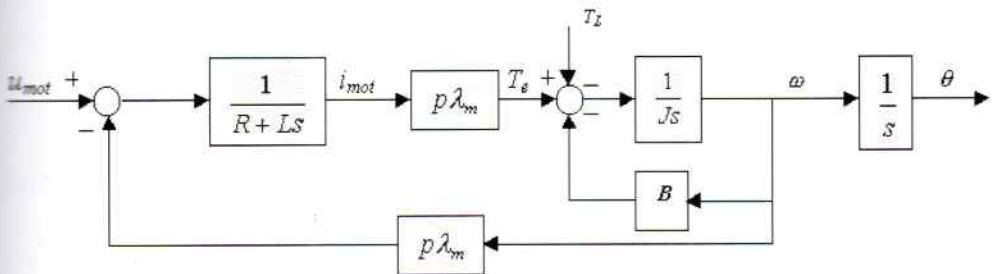 T_L
u_mot + 1 i_mot pλ_m T_e + − 1 ω 1 θ
− R + Ls − Js s
B
pλ_m